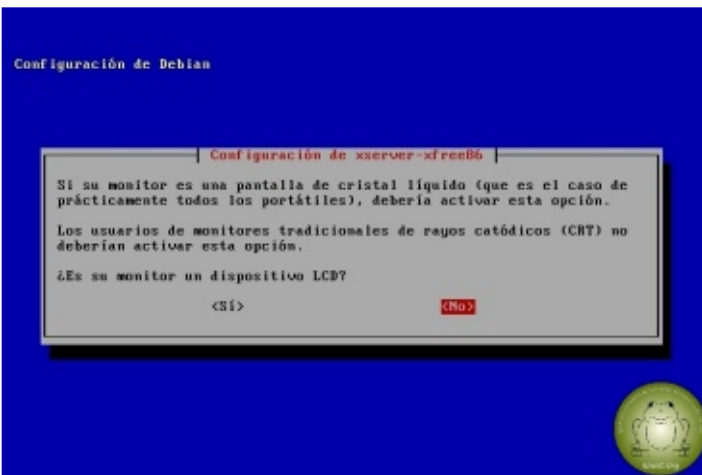 Configuración de Debian
Configuración de xserver-xfree86
Si su monitor es una pantalla de cristal líquido (que es el caso de
prácticamente todos los portátiles), debería activar esta opción.
Los usuarios de monitores tradicionales de rayos catódicos (CRT) no
deberían activar esta opción.
¿Es su monitor un dispositivo LCD?
<Sí> <No>